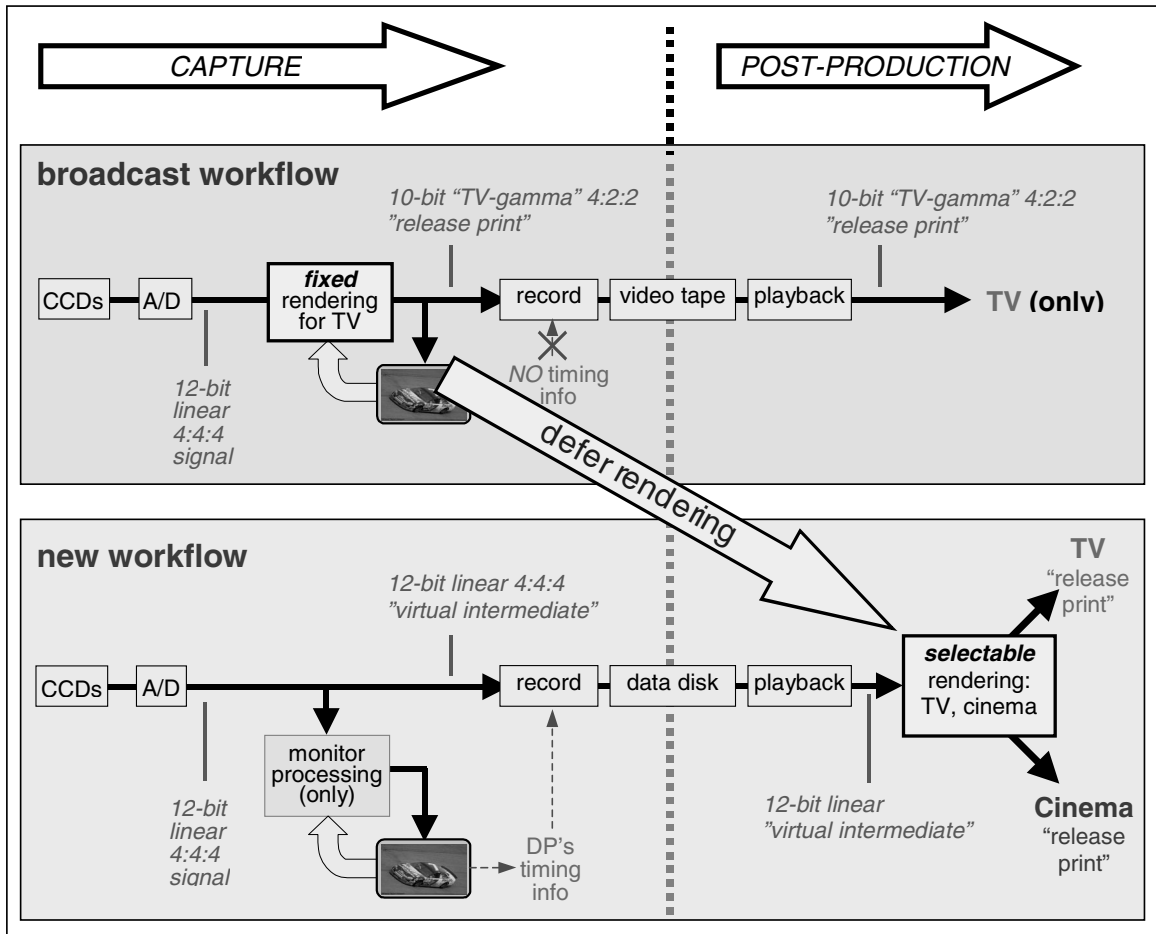 CAPTURE
POST-PRODUCTION
broadcast workflow
10-bit “TV-gamma” 4:2:2
”release print”
10-bit “TV-gamma” 4:2:2
”release print”
CCDs
A/D
fixed
rendering
for TV
record
video tape
playback
TV (only)
12-bit
linear
4:4:4
signal
NO timing
info
defer rendering
new workflow
12-bit linear 4:4:4
”virtual intermediate”
TV
“release
print”
CCDs
A/D
record
data disk
playback
selectable
rendering:
TV, cinema
monitor
processing
(only)
12-bit
linear
4:4:4
signal
DP’s
timing
info
12-bit linear
”virtual intermediate”
Cinema
“release
print”